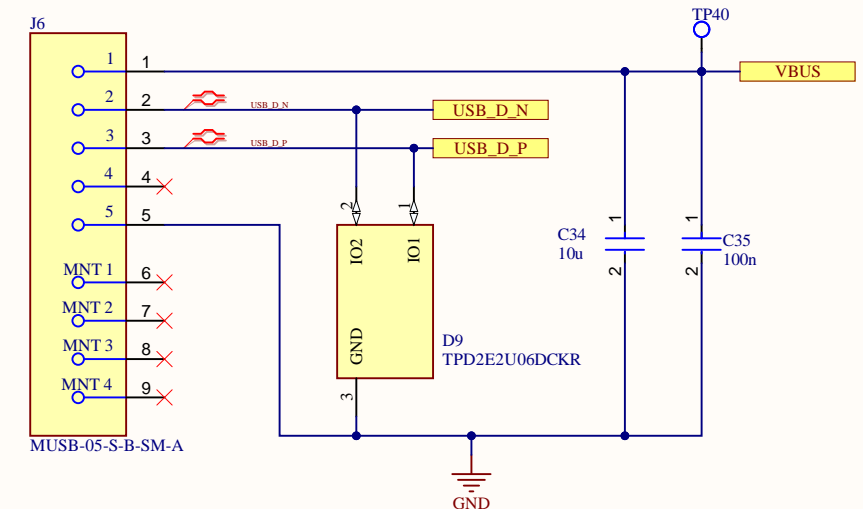 J6
TP40
1 1
VBUS
2 2
USB_D_N
USB_D_N
3 3
USB_D_P
USB_D_P
4 4
5 5
2
1
IO2
IO1
GND
3
D9
TPD2E2U06DCKR
MNT 1 6
MNT 2 7
MNT 3 8
MNT 4 9
MUSB-05-S-B-SM-A
1
C34
10u
2
1
C35
100n
2
GND